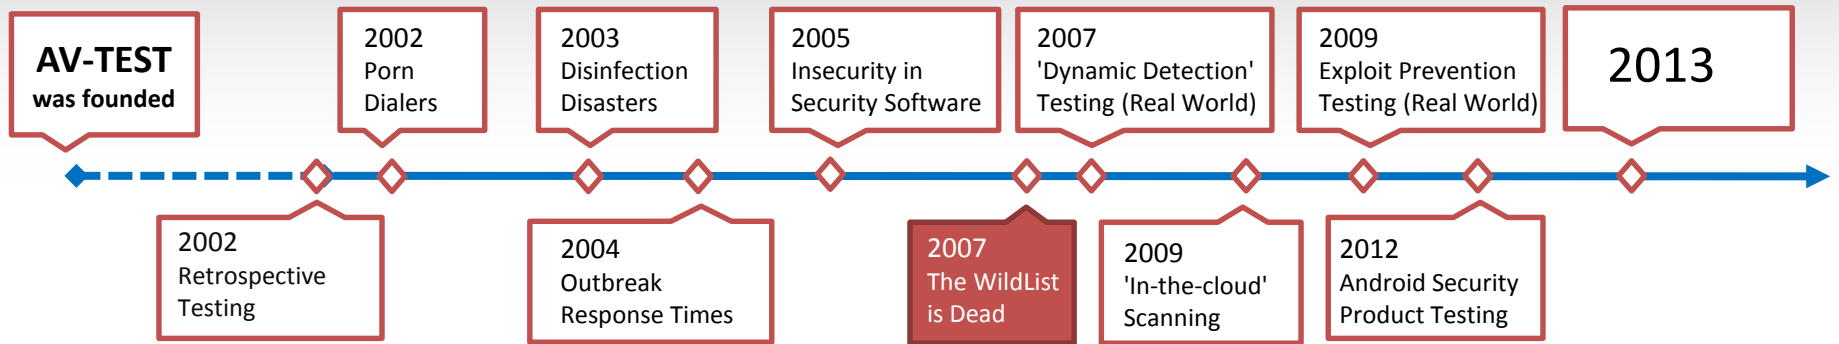 AV-TEST
was founded
2002
Porn
Dialers
2003
Disinfection
Disasters
2005
Insecurity in
Security Software
2007
'Dynamic Detection'
Testing (Real World)
2009
Exploit Prevention
Testing (Real World)
2013
2002
Retrospective
Testing
2004
Outbreak
Response Times
2007
The WildList
is Dead
2009
'In-the-cloud'
Scanning
2012
Android Security
Product Testing